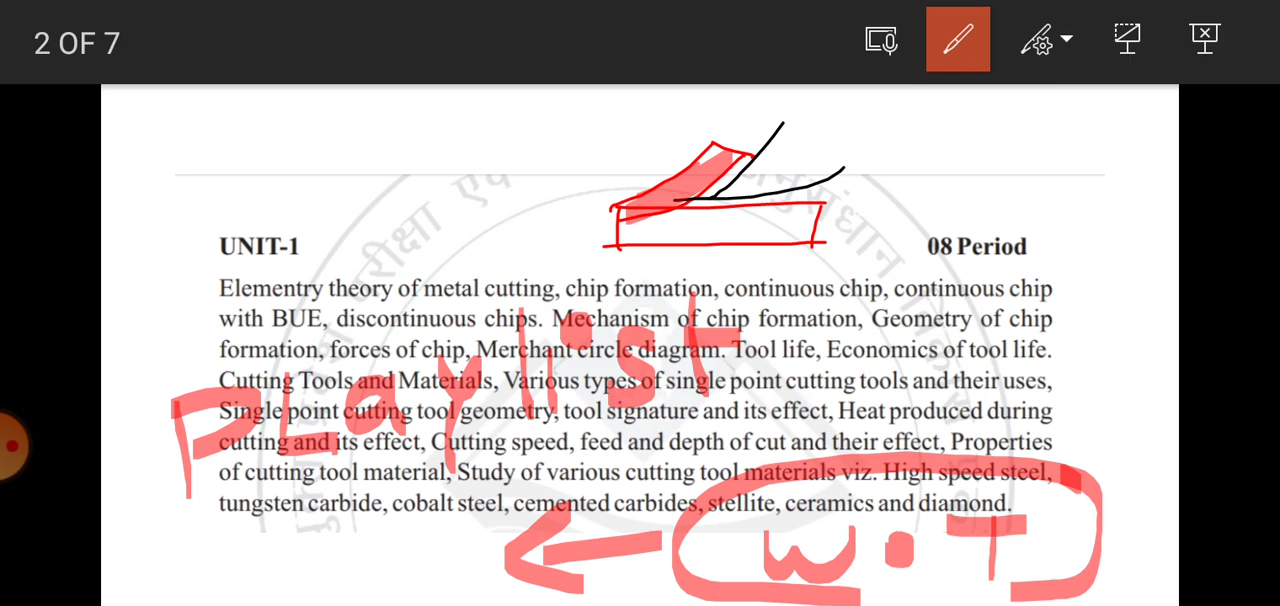 2 OF 7
UNIT-1 08 Period
Elementry theory of metal cutting, chip formation, continuous chip, continuous chip
with BUE, discontinuous chips. Mechanism of chip formation, Geometry of chip
formation, forces of chip, Merchant circle diagram. Tool life, Economics of tool life.
Cutting Tools and Materials, Various types of single point cutting tools and their uses,
Single point cutting tool geometry, tool signature and its effect, Heat produced during
cutting and its effect, Cutting speed, feed and depth of cut and their effect, Properties
of cutting tool material, Study of various cutting tool materials viz. High speed steel,
tungsten carbide, cobalt steel, cemented carbides, stellite, ceramics and diamond.
PLaylist
W.T